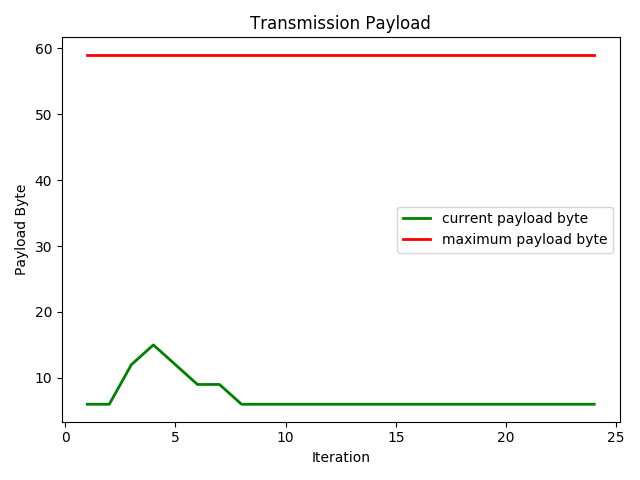 Transmission Payload
60
50
40
30
20
10
Payload Byte
current payload byte
maximum payload byte
0
5
10
15
20
25
Iteration